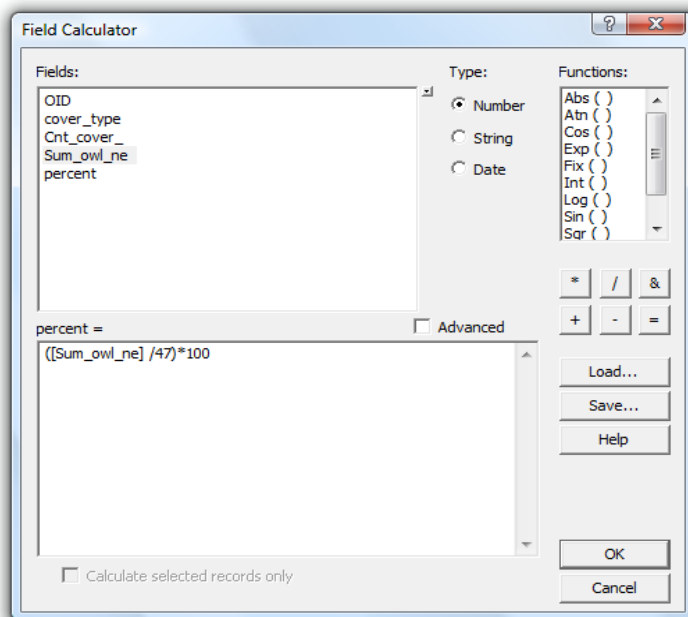 Field Calculator
Fields:
OID
cover_type
Cnt_cover_
Sum_owl_ne
percent
Type:
Number
String
Date
Functions:
Abs ( )
Atn ( )
Cos ( )
Exp ( )
Fix ( )
Int ( )
Log ( )
Sin ( )
Sqr ( )
* / &
+ - =
percent =
Advanced
([Sum_owl_ne] /47)*100
Load...
Save...
Help
Calculate selected records only
OK
Cancel